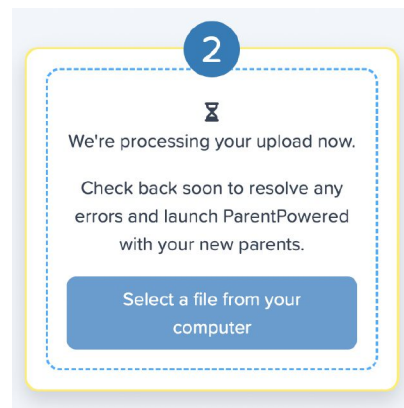 2
We're processing your upload now.
Check back soon to resolve any
errors and launch ParentPowered
with your new parents.
Select a file from your
computer